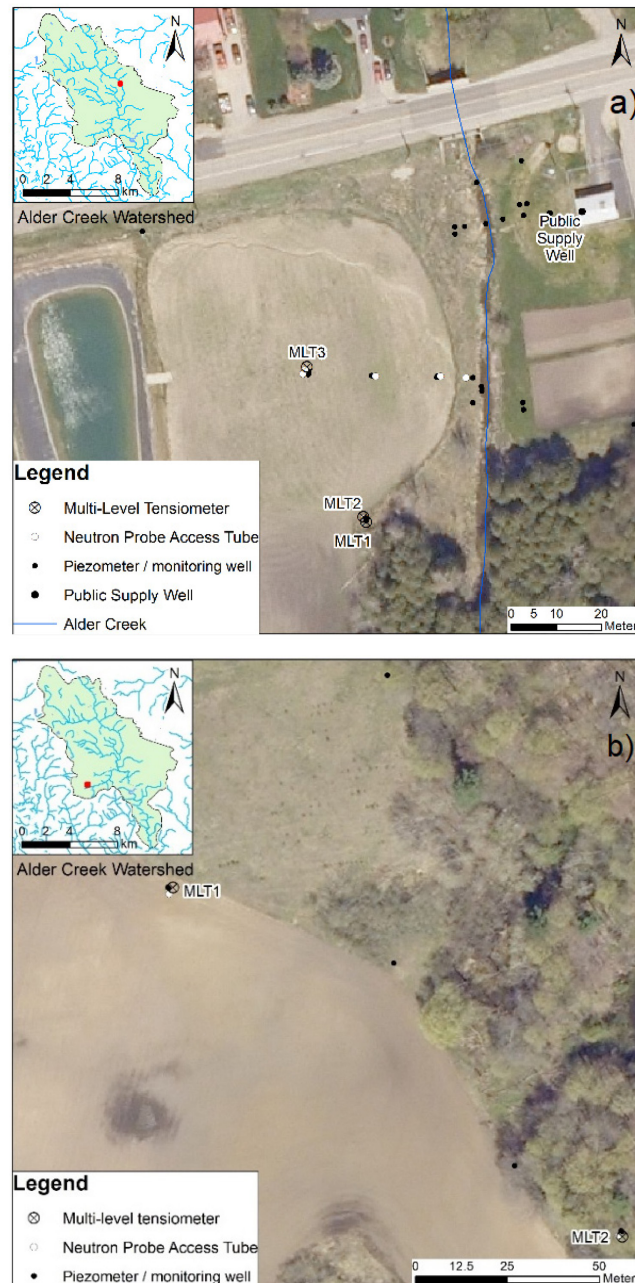 N
0 2 4 8
km
Alder Creek Watershed
N
a)
Public
Supply
Well
MLT3
MLT2
MLT1
Legend
Multi-Level Tensiometer
Neutron Probe Access Tube
Piezometer / monitoring well
Public Supply Well
Alder Creek
0 5 10 20
Meter
N
0 2 4 8
km
Alder Creek Watershed
N
b)
MLT1
MLT2
Legend
Multi-level tensiometer
Neutron Probe Access Tube
Piezometer / monitoring well
0 12.5 25 50
Meter